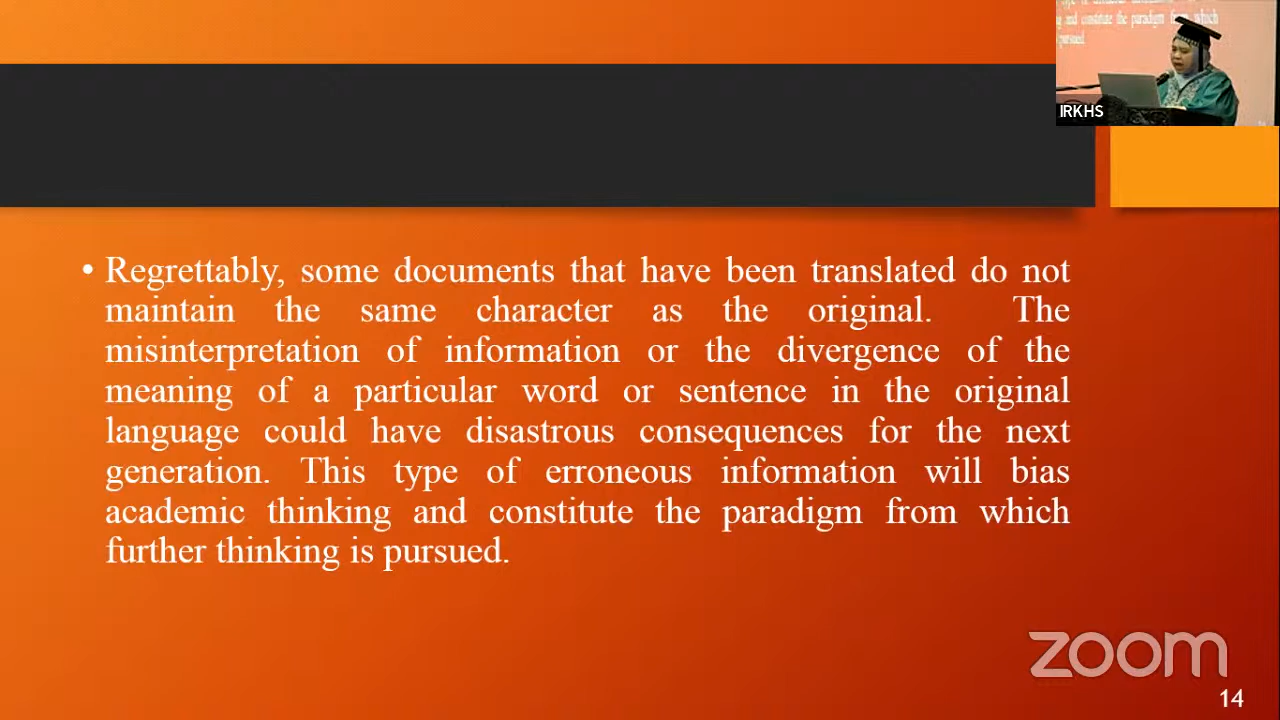 IRKHS
• Regrettably, some documents that have been translated do not
maintain the same character as the original. The
misinterpretation of information or the divergence of the
meaning of a particular word or sentence in the original
language could have disastrous consequences for the next
generation. This type of erroneous information will bias
academic thinking and constitute the paradigm from which
further thinking is pursued.
zoom
14